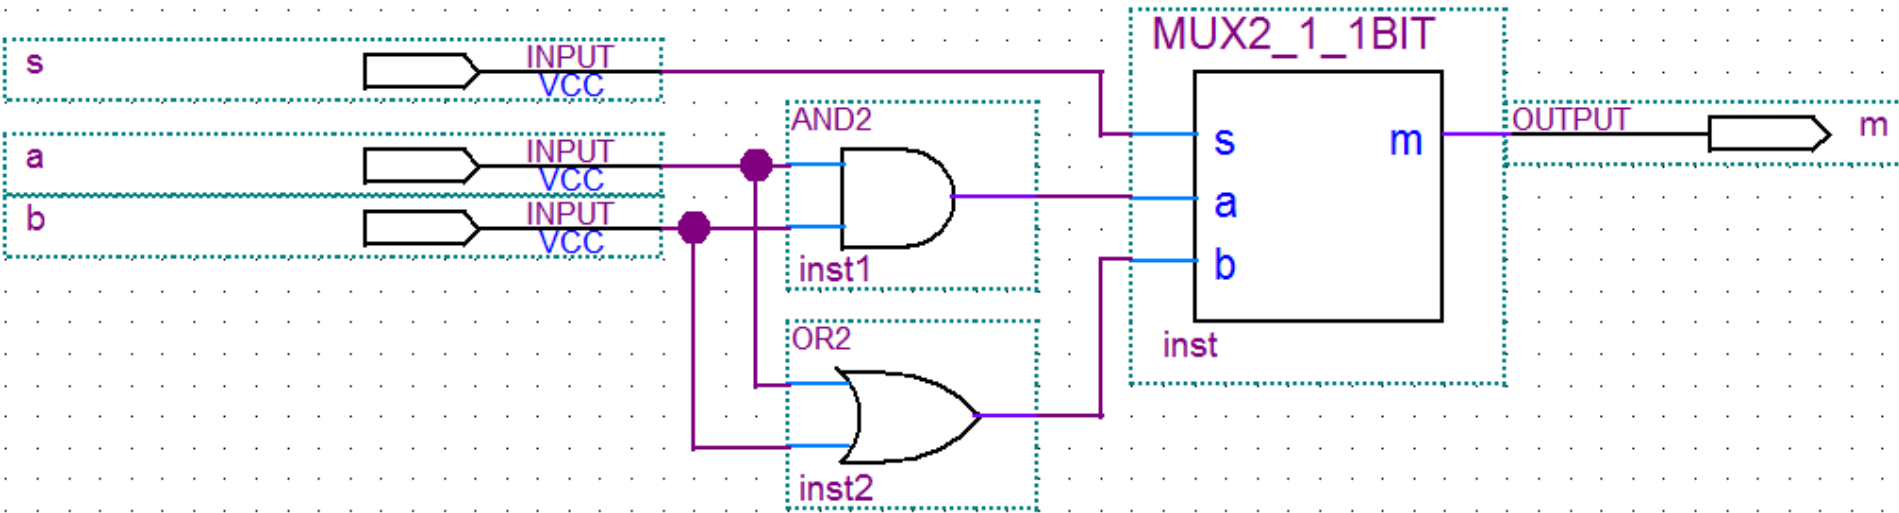 s
INPUT
VCC
a
INPUT
VCC
b
INPUT
VCC
AND2
inst1
OR2
inst2
MUX2_1_1BIT
s
a
b
m
inst
OUTPUT
m